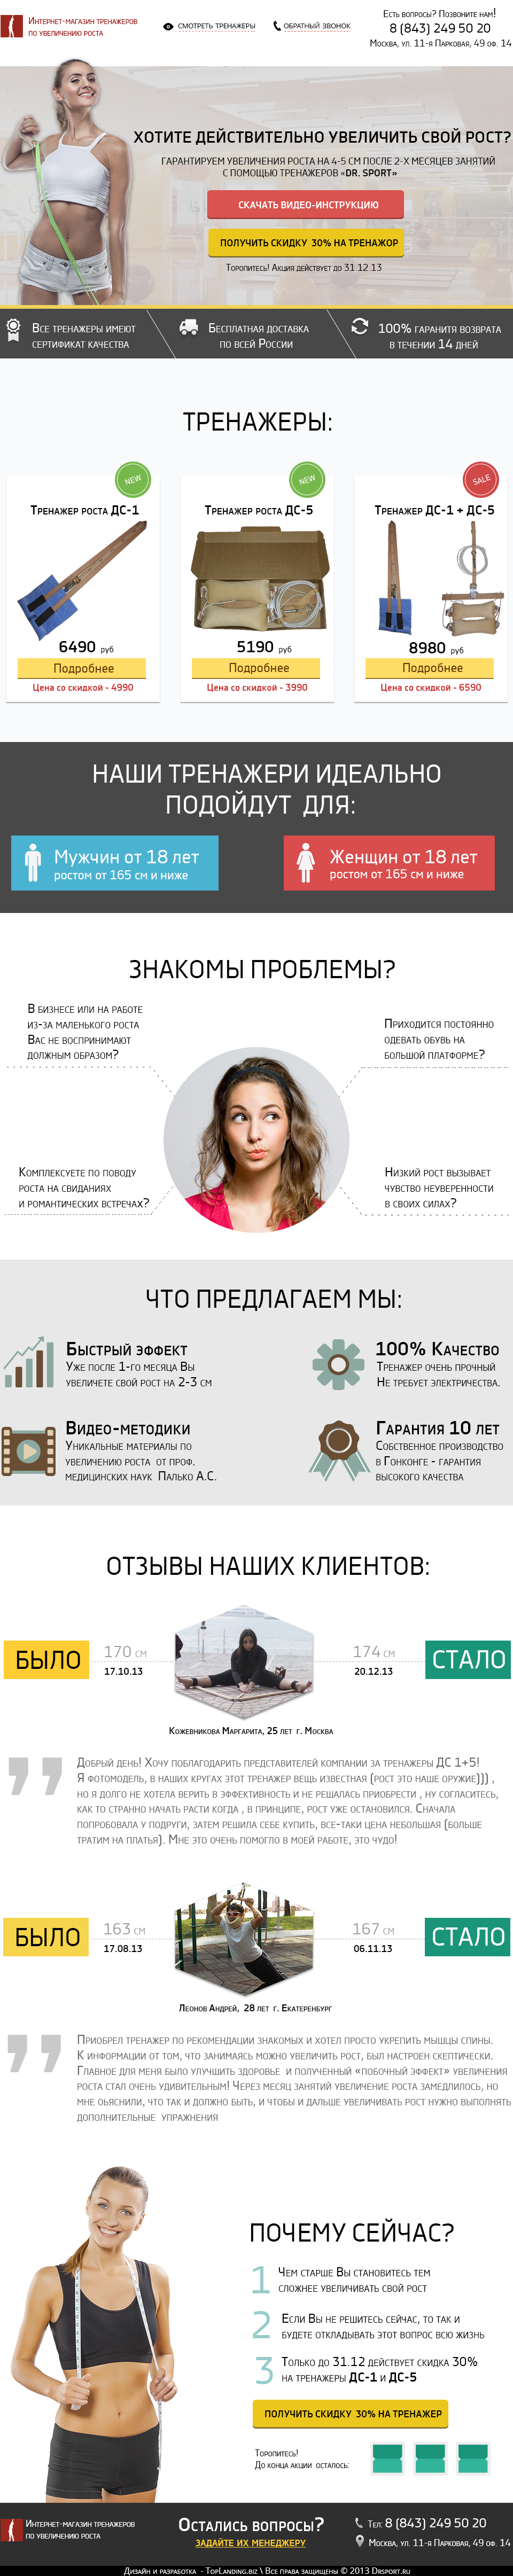 Интернет-магазин тренажеров
по увеличению роста
смотреть тренажеры
обратный звонок
Есть вопросы? Позвоните нам!
8 (843) 249 50 20
Москва, ул. 11-я Парковая, 49 оф. 14
ХОТИТЕ ДЕЙСТВИТЕЛЬНО УВЕЛИЧИТЬ СВОЙ РОСТ?
ГАРАНТИРУЕМ УВЕЛИЧЕНИЯ РОСТА НА 4-5 СМ ПОСЛЕ 2-Х МЕСЯЦЕВ ЗАНЯТИЙ
С ПОМОЩЬЮ ТРЕНАЖЕРОВ «DR. SPORT»
СКАЧАТЬ ВИДЕО-ИНСТРУКЦИЮ
ПОЛУЧИТЬ СКИДКУ 30% НА ТРЕНАЖОР
Торопитесь! Акция действует до 31.12.13
Все тренажеры имеют
сертификат качества
Бесплатная доставка
по всей России
100% гаранитя возврата
в течении 14 дней
ТРЕНАЖЕРЫ:
NEW
Тренажер роста ДС-1
6490 руб
Подробнее
Цена со скидкой - 4990
NEW
Тренажер роста ДС-5
5190 руб
Подробнее
Цена со скидкой - 3990
SALE
Тренажер ДС-1 + ДС-5
8980 руб
Подробнее
Цена со скидкой - 6590
НАШИ ТРЕНАЖЕРИ ИДЕАЛЬНО
ПОДОЙДУТ ДЛЯ:
Мужчин от 18 лет
ростом от 165 см и ниже
Женщин от 18 лет
ростом от 165 см и ниже
ЗНАКОМЫ ПРОБЛЕМЫ?
В бизнесе или на работе
из-за маленького роста
Вас не воспринимают
должным образом?
Приходится постоянно
одевать обувь на
большой платформе?
Комплексуете по поводу
роста на свиданиях
и романтических встречах?
Низкий рост вызывает
чувство неуверенности
в своих силах?
ЧТО ПРЕДЛАГАЕМ МЫ:
Быстрый эффект
Уже после 1-го месяца Вы
увеличете свой рост на 2-3 см
100% Качество
Тренажер очень прочный
Не требует электричества.
Видео-методики
Уникальные материалы по
увеличению роста от проф.
медицинских наук Палько А.С.
Гарантия 10 лет
Собственное производство
в Гонконге - гарантия
высокого качества
ОТЗЫВЫ НАШИХ КЛИЕНТОВ:
БЫЛО
170 см
17.10.13
174 см
20.12.13
СТАЛО
Кожевникова Маргарита, 25 лет г. Москва
Добрый день! Хочу поблагодарить представителей компании за тренажеры ДС 1+5!
Я фотомодель, в наших кругах этот тренажер вещь известная (рост это наше оружие))) ,
но я долго не хотела верить в эффективность и не решалась приобрести , ну согласитесь,
как то странно начать расти когда , в принципе, рост уже остановился. Сначала
попробовала у подруги, затем решила себе купить, все-таки цена небольшая (больше
тратим на платья). Мне это очень помогло в моей работе, это чудо!
БЫЛО
163 см
17.08.13
167 см
06.11.13
СТАЛО
Леонов Андрей, 28 лет г. Екатеренбург
Приобрел тренажер по рекомендации знакомых и хотел просто укрепить мышцы спины.
К информации от том, что занимаясь можно увеличить рост, был настроен скептически.
Главное для меня было улучшить здоровье и полученный «побочный эффект» увеличения
роста стал очень удивительным! Через месяц занятий увеличение роста замедлилось, но
мне обьяснили, что так и должно быть, и чтобы и дальше увеличивать рост нужно выполнять
дополнительные упражнения
ПОЧЕМУ СЕЙЧАС?
1 Чем старше Вы становитесь тем
сложнее увеличивать свой рост
2 Если Вы не решитесь сейчас, то так и
будете откладывать этот вопрос всю жизнь
3 Только до 31.12 действует скидка 30%
на тренажеры ДС-1 и ДС-5
ПОЛУЧИТЬ СКИДКУ 30% НА ТРЕНАЖЕР
Торопитесь!
До конца акции осталось:
Интернет-магазин тренажеров
по увеличению роста
Остались вопросы?
ЗАДАЙТЕ ИХ МЕНЕДЖЕРУ
Тел: 8 (843) 249 50 20
Москва, ул. 11-я Парковая, 49 оф. 14
Дизайн и разработка - TopLanding.biz \ Все права защищены © 2013 Drsport.ru